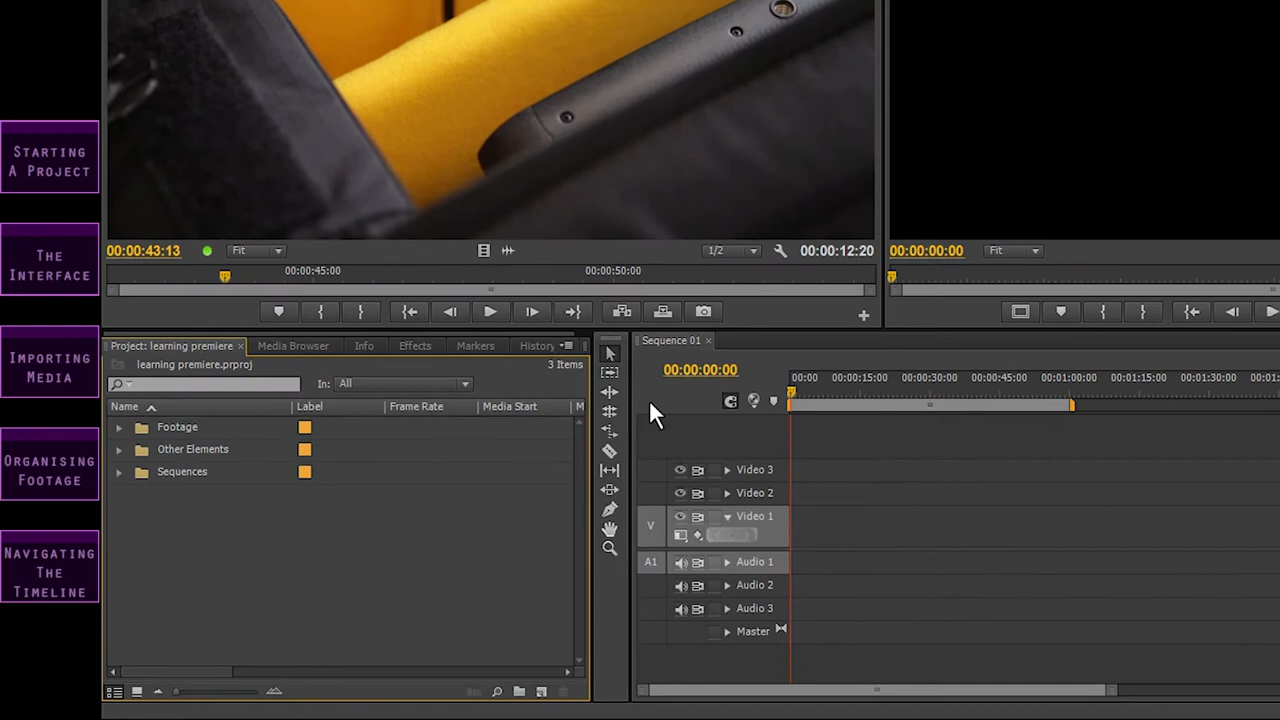 STARTING
A PROJECT
THE
INTERFACE
IMPORTING
MEDIA
ORGANISING
FOOTAGE
NAVIGATING
THE
TIMELINE
00:00:43:13
Fit
1/2
00:00:12:20
00:00:45:00
00:00:50:00
00:00:00:00
Fit
Project: learning premiere
Media Browser
Info
Effects
Markers
History
learning premiere.prproj
3 Items
In:
All
Name
Label
Frame Rate
Media Start
M
Footage
Other Elements
Sequences
Sequence 01
00:00:00:00
00:00
00:00:15:00
00:00:30:00
00:00:45:00
00:01:00:00
00:01:15:00
00:01:30:00
00:01:
Video 3
Video 2
V
Video 1
A1
Audio 1
Audio 2
Audio 3
Master